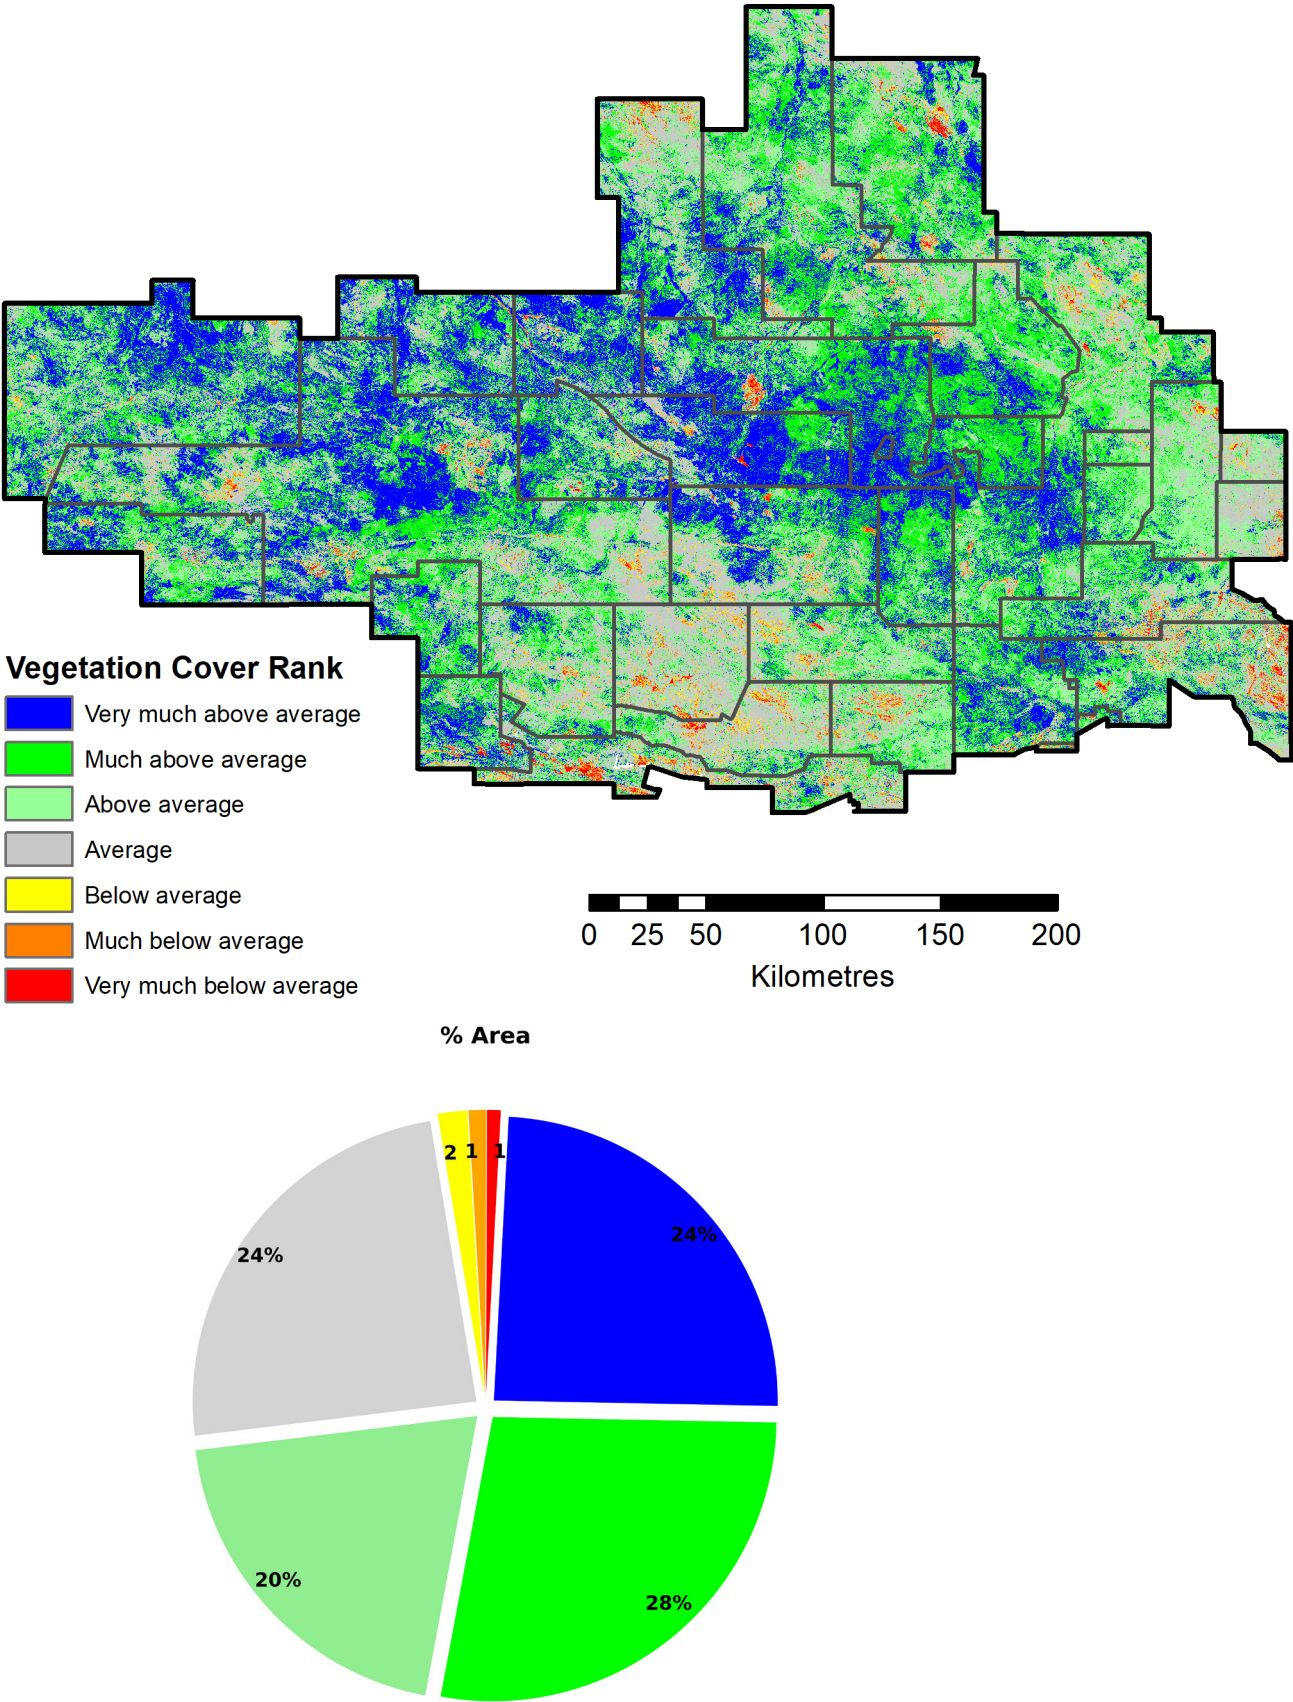 Vegetation Cover Rank
Very much above average
Much above average
Above average
Average
Below average
Much below average
Very much below average
0 25 50 100 150 200
Kilometres
% Area
2 1 1
24%
24%
20%
28%